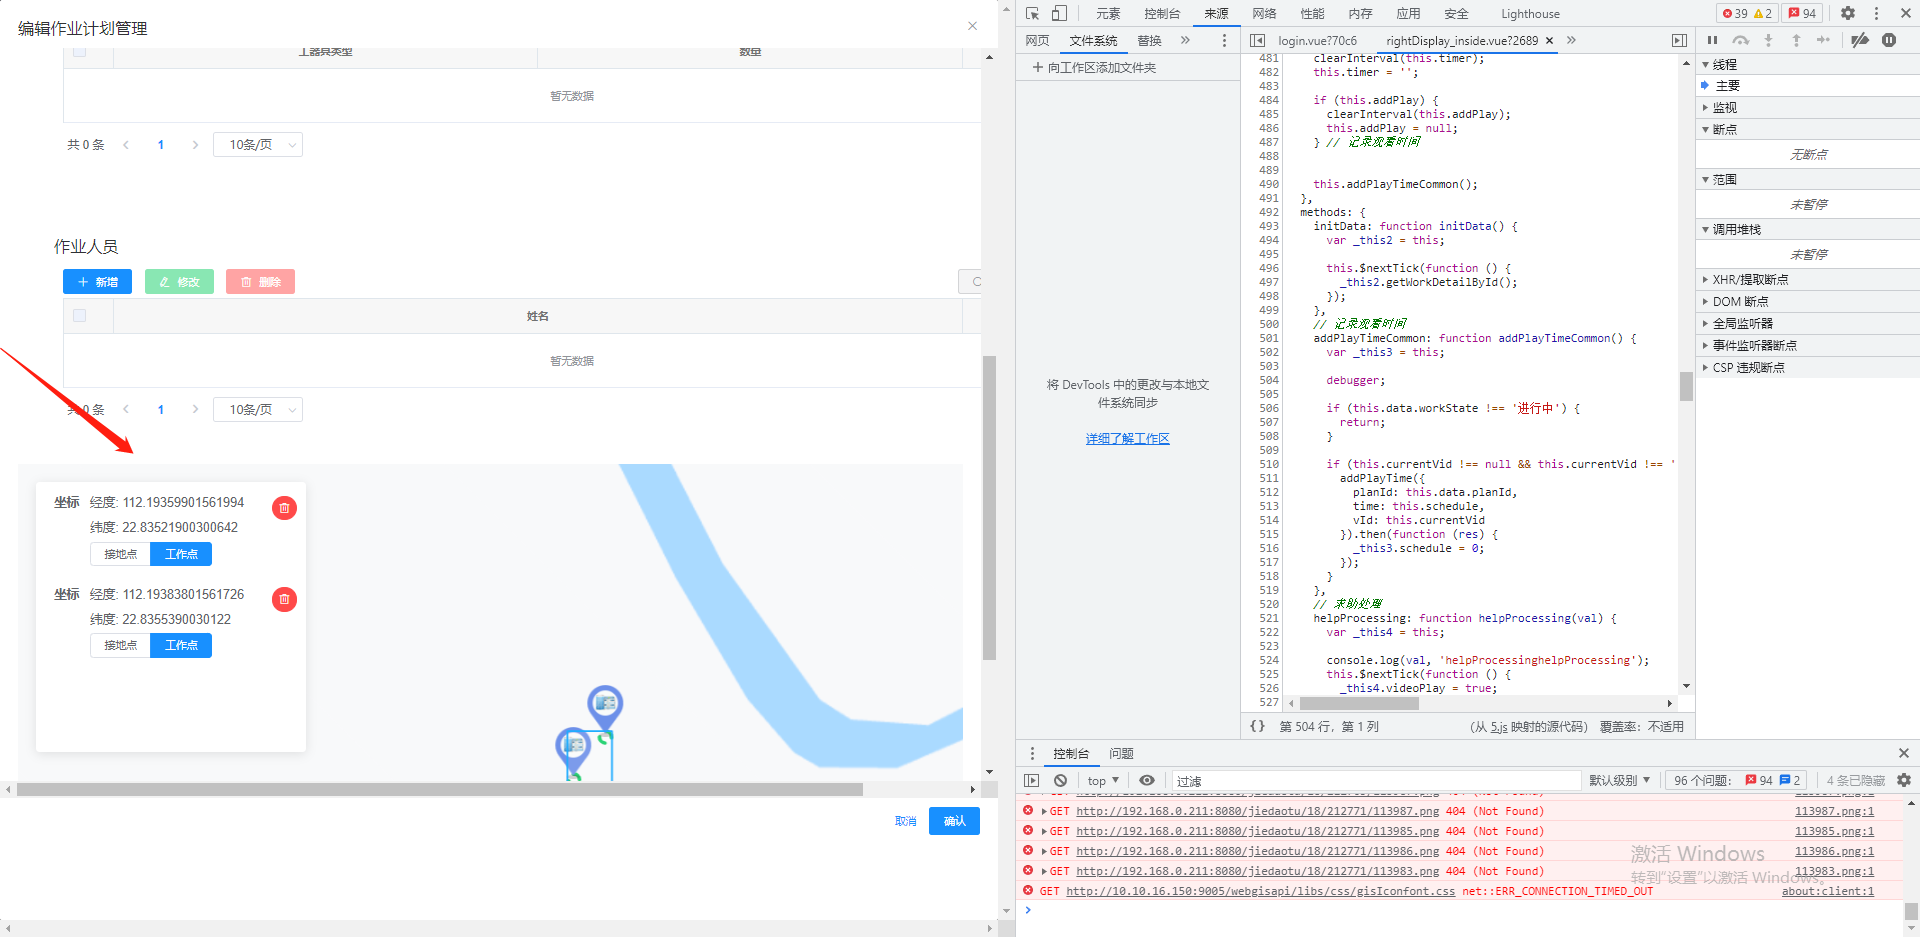 编辑作业计划管理
工器具类型 数量
暂无数据
共 0 条 1 10条/页
作业人员
新增 修改 删除
姓名
暂无数据
共 0 条 1 10条/页
坐标 经度: 112.19359901561994
纬度: 22.83521900300642
接地点 工作点
坐标 经度: 112.19383801561726
纬度: 22.8355390030122
接地点 工作点
取消 确认
元素 控制台 来源 网络 性能 内存 应用 安全 Lighthouse 39 2 94
网页 文件系统 替换 » login.vue?70c6 rightDisplay_inside.vue?2689 × »
+ 向工作区添加文件夹
将 DevTools 中的更改与本地文
件系统同步
详细了解工作区
481 clearInterval(this.timer);
482 this.timer = '';
483
484 if (this.addPlay) {
485 clearInterval(this.addPlay);
486 this.addPlay = null;
487 } // 记录观看时间
488
489
490 this.addPlayTimeCommon();
491 },
492 methods: {
493 initData: function initData() {
494 var _this2 = this;
495
496 this.$nextTick(function () {
497 _this2.getWorkDetailById();
498 });
499 },
500 // 记录观看时间
501 addPlayTimeCommon: function addPlayTimeCommon() {
502 var _this3 = this;
503
504 debugger;
505
506 if (this.data.workState !== '进行中') {
507 return;
508 }
509
510 if (this.currentVid !== null && this.currentVid !== '
511 addPlayTime({
512 planId: this.data.planId,
513 time: this.schedule,
514 vId: this.currentVid
515 }).then(function (res) {
516 _this3.schedule = 0;
517 });
518 }
519 },
520 // 求助处理
521 helpProcessing: function helpProcessing(val) {
522 var _this4 = this;
523
524 console.log(val, 'helpProcessinghelpProcessing');
525 this.$nextTick(function () {
526 _this4.videoPlay = true;
527
{} 第 504 行，第 1 列 (从 5.js 映射的源代码) 覆盖率: 不适用
线程
主要
监视
断点
无断点
范围
未暂停
调用堆栈
未暂停
XHR/提取断点
DOM 断点
全局监听器
事件监听器断点
CSP 违规断点
控制台 问题
top 过滤 默认级别 96 个问题: 94 2 4 条已隐藏
GET http://192.168.0.211:8080/jiedaotu/18/212771/113987.png 404 (Not Found) 113987.png:1
GET http://192.168.0.211:8080/jiedaotu/18/212771/113985.png 404 (Not Found) 113985.png:1
GET http://192.168.0.211:8080/jiedaotu/18/212771/113986.png 404 (Not Found) 113986.png:1
GET http://192.168.0.211:8080/jiedaotu/18/212771/113983.png 404 (Not Found) 113983.png:1
GET http://10.10.16.150:9005/webgisapi/libs/css/gisIconfont.css net::ERR_CONNECTION_TIMED_OUT about:client:1
激活 Windows
转到“设置”以激活 Windows。